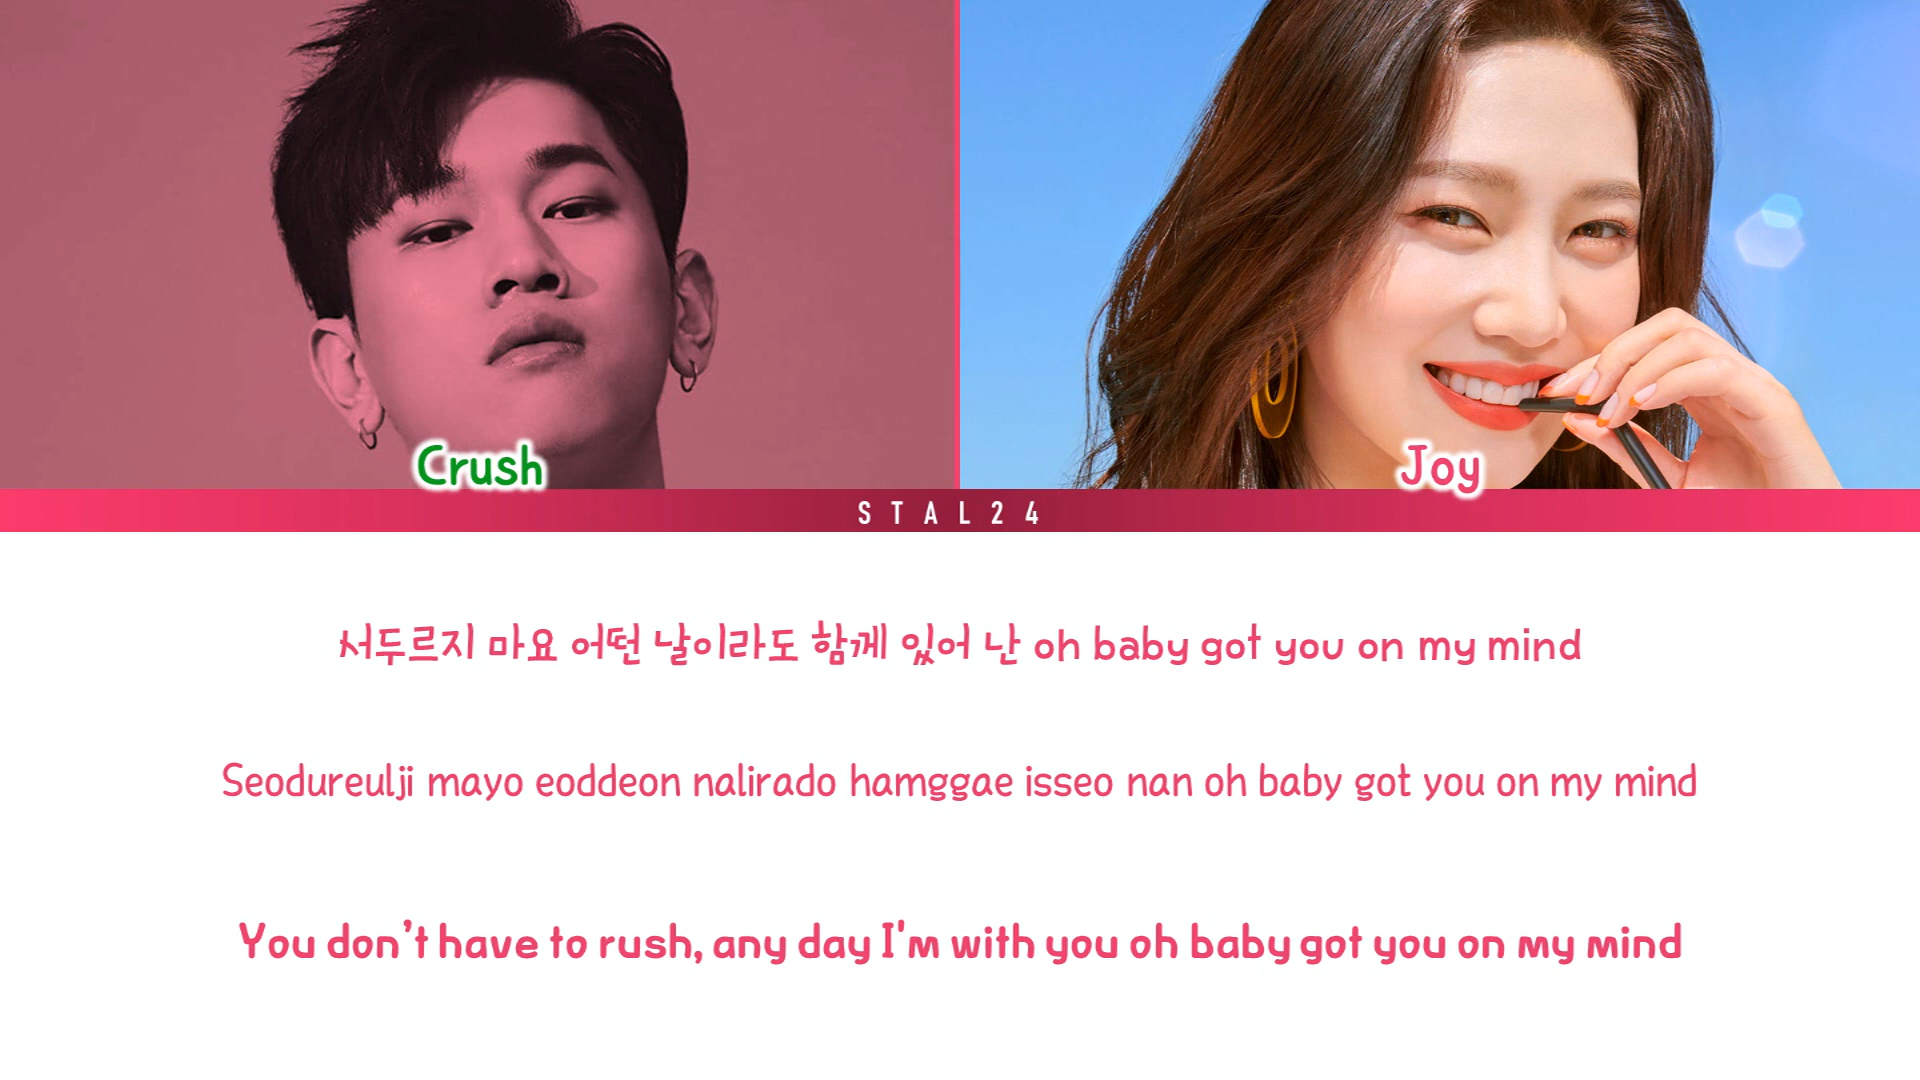 Crush
Joy
STAL24
서두르지 마요 어떤 날이라도 함께 있어 난 oh baby got you on my mind
Seodureulji mayo eoddeon nalirado hamggae isseo nan oh baby got you on my mind
You don’t have to rush, any day I'm with you oh baby got you on my mind